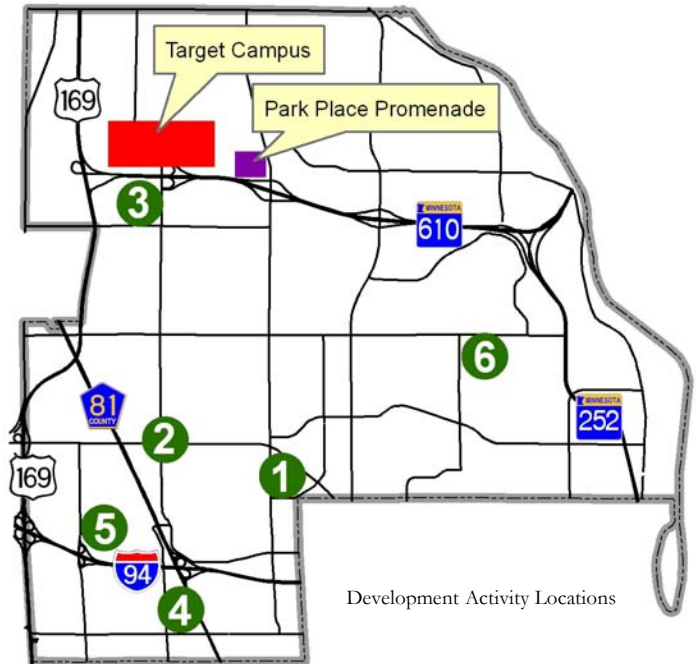 Target Campus
169
Park Place Promenade
3
MINNESOTA
610
6
81
COUNTY
MINNESOTA
252
2
169
1
5
94
4
Development Activity Locations